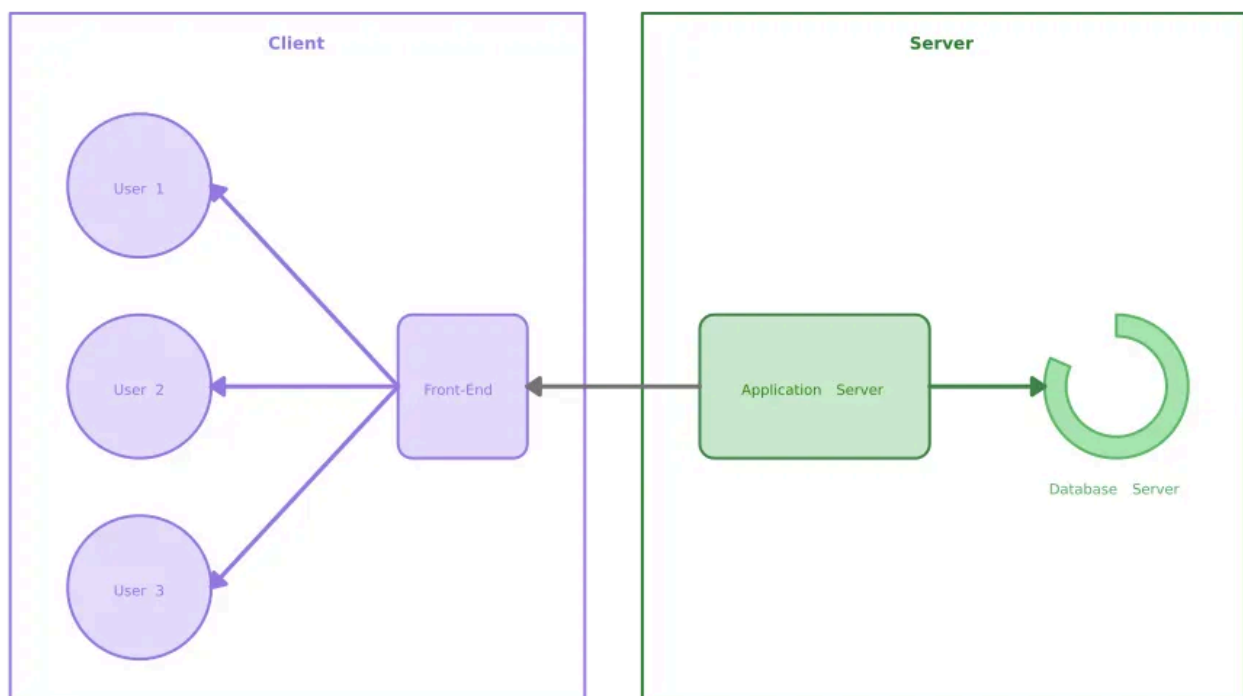 Client
Server
User 1
User 2
Front-End
Application Server
Database Server
User 3